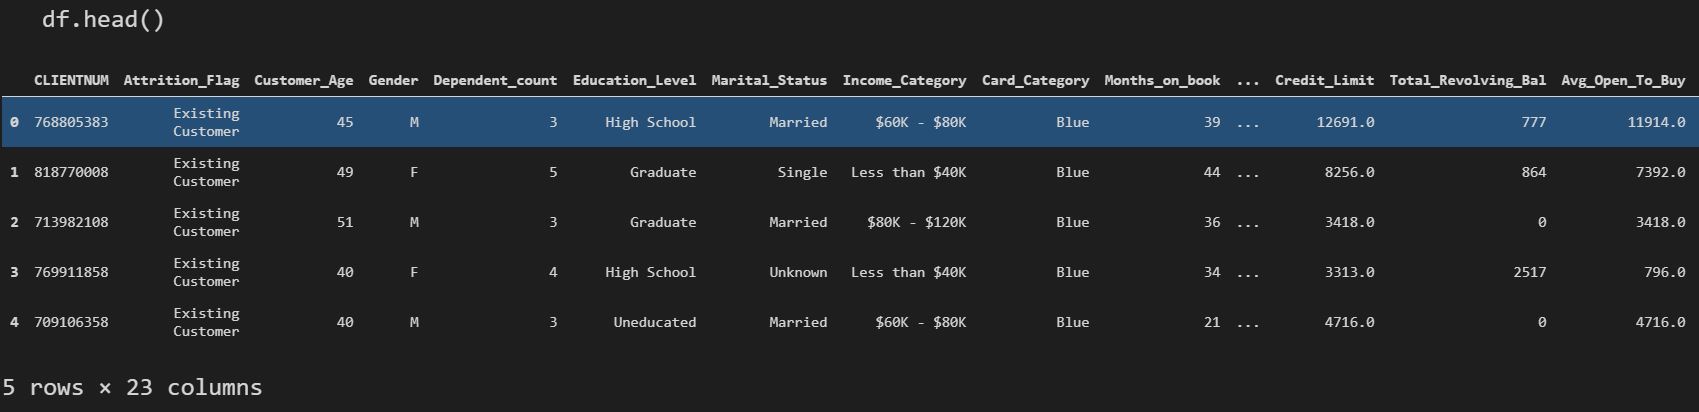 df.head()
CLIENTNUM Attrition_Flag Customer_Age Gender Dependent_count Education_Level Marital_Status Income_Category Card_Category Months_on_book ... Credit_Limit Total_Revolving_Bal Avg_Open_To_Buy
0 768805383 Existing Customer 45 M 3 High School Married $60K - $80K Blue 39 ... 12691.0 777 11914.0
1 818770008 Existing Customer 49 F 5 Graduate Single Less than $40K Blue 44 ... 8256.0 864 7392.0
2 713982108 Existing Customer 51 M 3 Graduate Married $80K - $120K Blue 36 ... 3418.0 0 3418.0
3 769911858 Existing Customer 40 F 4 High School Unknown Less than $40K Blue 34 ... 3313.0 2517 796.0
4 709106358 Existing Customer 40 M 3 Uneducated Married $60K - $80K Blue 21 ... 4716.0 0 4716.0
5 rows × 23 columns